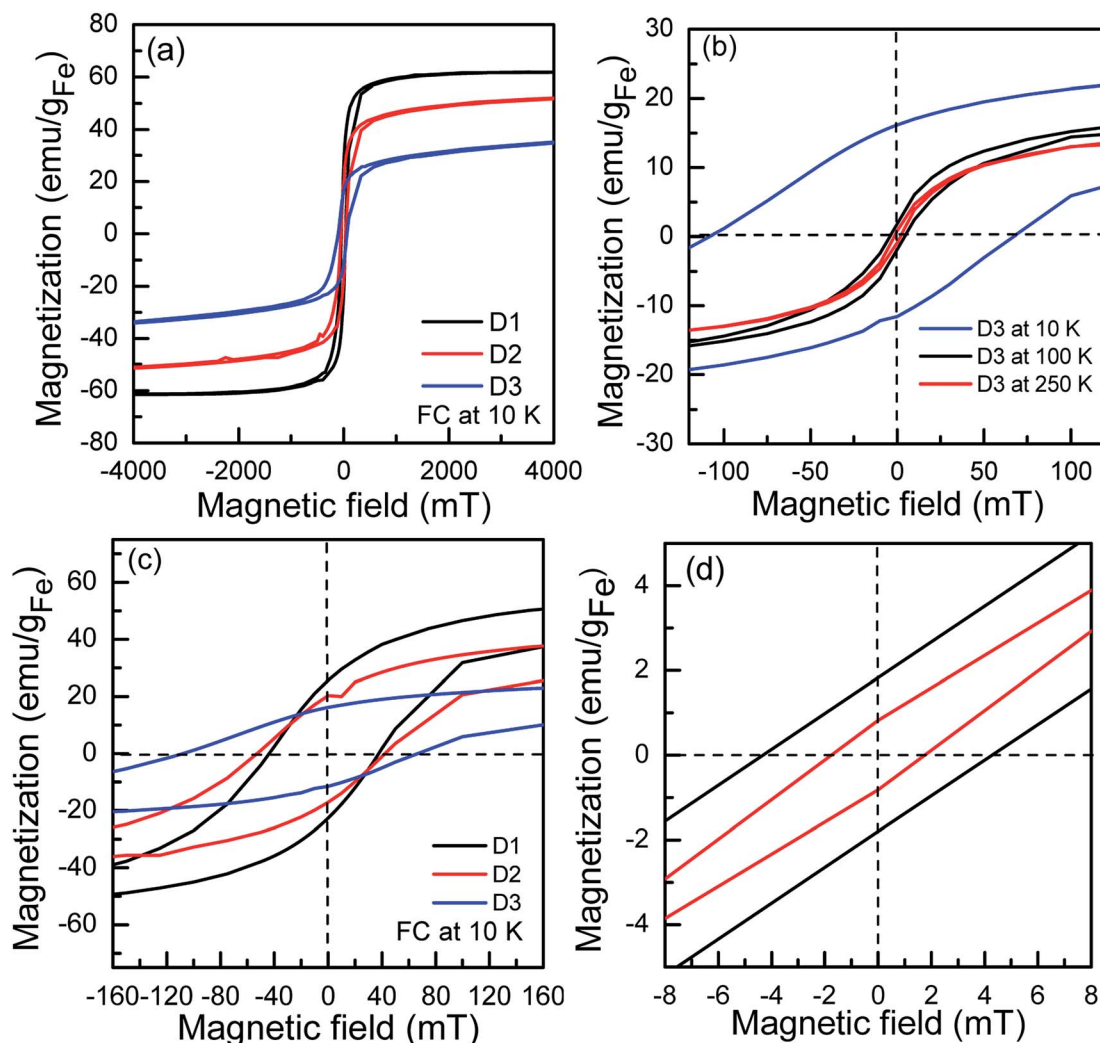 (a)
Magnetization (emu/gFe)
80
60
40
20
0
-20
-40
-60
-80
D1
D2
D3
FC at 10 K
-4000 -2000 0 2000 4000
Magnetic field (mT)
(b)
Magnetization (emu/gFe)
30
20
10
0
-10
-20
-30
D3 at 10 K
D3 at 100 K
D3 at 250 K
-100 -50 0 50 100
Magnetic field (mT)
(c)
Magnetization (emu/gFe)
60
40
20
0
-20
-40
-60
D1
D2
D3
FC at 10 K
-160 -120 -80 -40 0 40 80 120 160
Magnetic field (mT)
(d)
Magnetization (emu/gFe)
4
2
0
-2
-4
-8 -6 -4 -2 0 2 4 6 8
Magnetic field (mT)